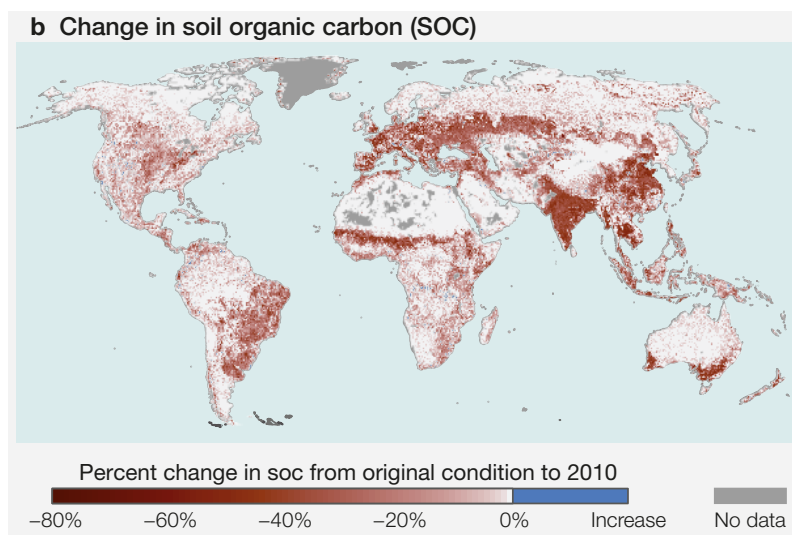 b Change in soil organic carbon (SOC)
Percent change in soc from original condition to 2010
−80% −60% −40% −20% 0% Increase No data